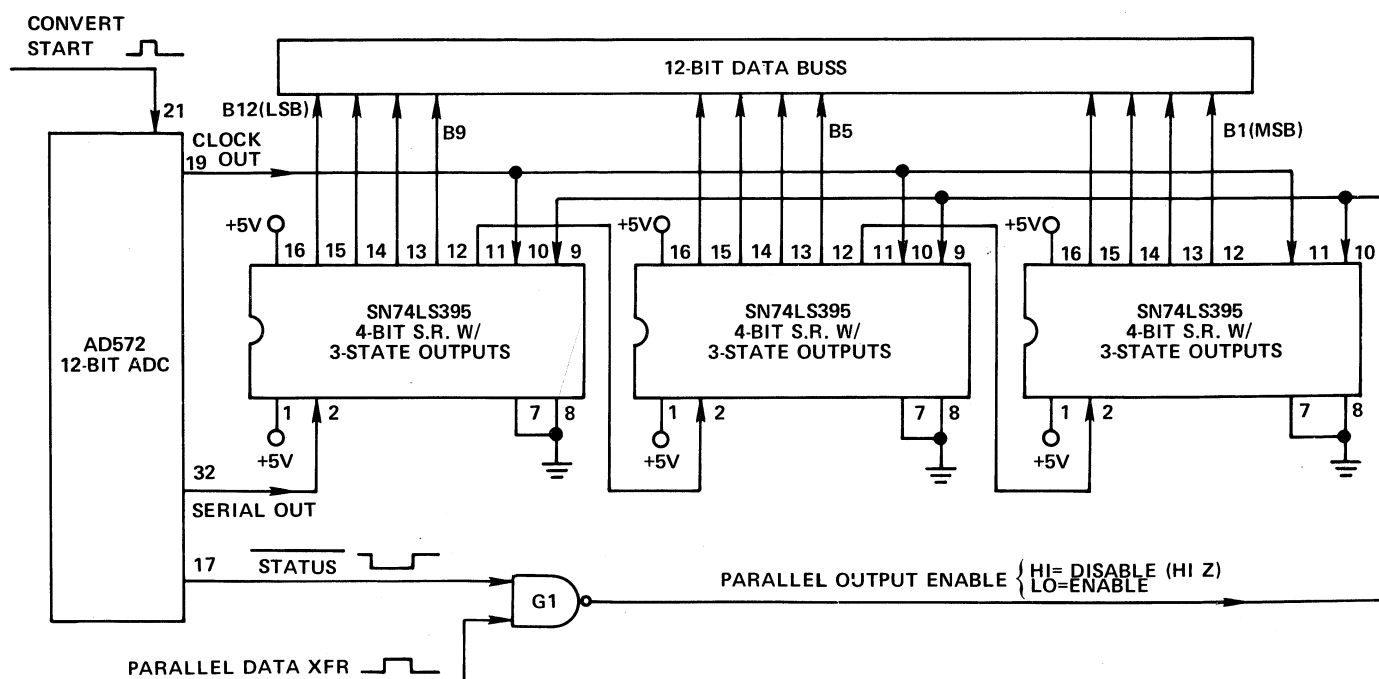 CONVERT
START
12-BIT DATA BUSS
21
B12(LSB)
B9
B5
B1(MSB)
CLOCK
OUT
19
+5V
16 15 14 13 12 11 10 9
+5V
16 15 14 13 12 11 10 9
+5V
16 15 14 13 12 11 10
AD572
12-BIT ADC
SN74LS395
4-BIT S.R. W/
3-STATE OUTPUTS
SN74LS395
4-BIT S.R. W/
3-STATE OUTPUTS
SN74LS395
4-BIT S.R. W/
3-STATE OUTPUTS
1 2 7 8
+5V
1 2 7 8
+5V
1 2 7 8
+5V
32
SERIAL OUT
17
STATUS
G1
PARALLEL OUTPUT ENABLE
HI= DISABLE (HI Z)
LO=ENABLE
PARALLEL DATA XFR